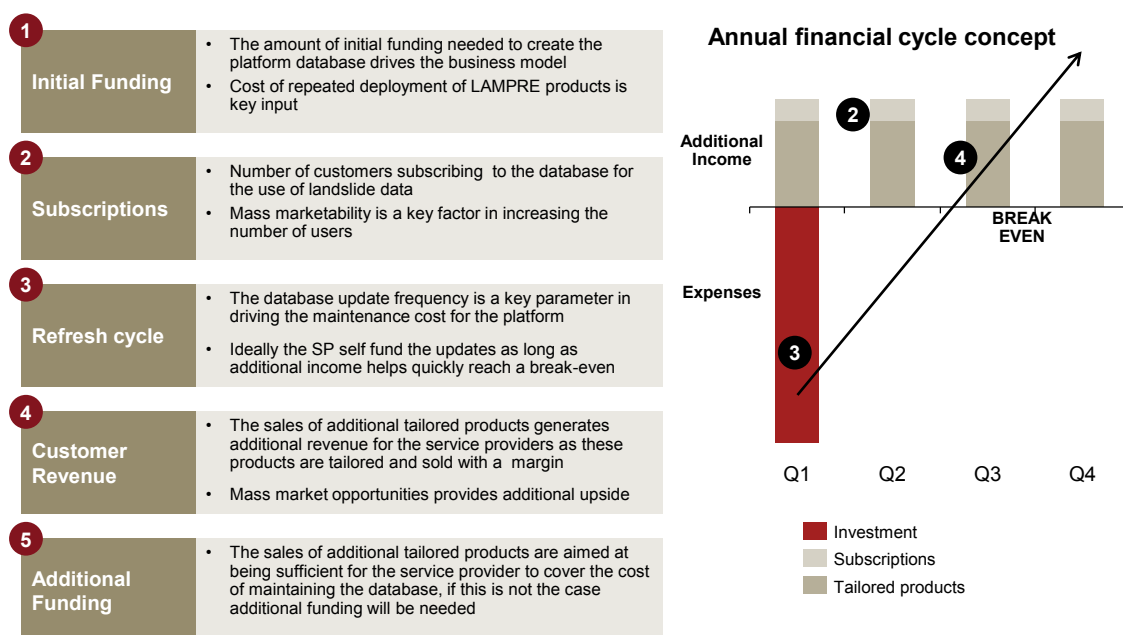 1
Initial Funding
• The amount of initial funding needed to create the
platform database drives the business model
• Cost of repeated deployment of LAMPRE products is
key input
2
Subscriptions
• Number of customers subscribing to the database for
the use of landslide data
• Mass marketability is a key factor in increasing the
number of users
3
Refresh cycle
• The database update frequency is a key parameter in
driving the maintenance cost for the platform
• Ideally the SP self fund the updates as long as
additional income helps quickly reach a break-even
4
Customer
Revenue
• The sales of additional tailored products generates
additional revenue for the service providers as these
products are tailored and sold with a margin
• Mass market opportunities provides additional upside
5
Additional
Funding
• The sales of additional tailored products are aimed at
being sufficient for the service provider to cover the cost
of maintaining the database, if this is not the case
additional funding will be needed
Annual financial cycle concept
Additional
Income
2
4
BREAK
EVEN
Expenses
3
Q1 Q2 Q3 Q4
Investment
Subscriptions
Tailored products